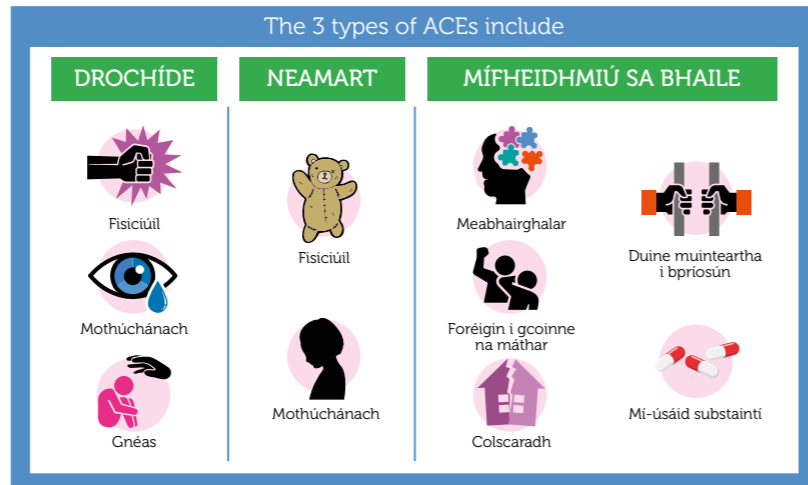 The 3 types of ACEs include
DROCHÍDE
Fisiciúil
Mothúchánach
Gnéas
NEAMART
Fisiciúil
Mothúchánach
MÍFHEIDHMIÚ SA BHAILE
Meabhairghalar
Foréigin i gcoinne
na máthar
Colscaradh
Duine muinteartha
i bpríosún
Mí-úsáid substaintí